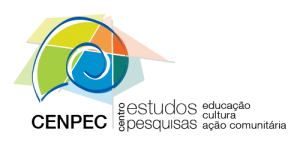 CENPEC
centro
estudos
pesquisas
educação
cultura
ação comunitária